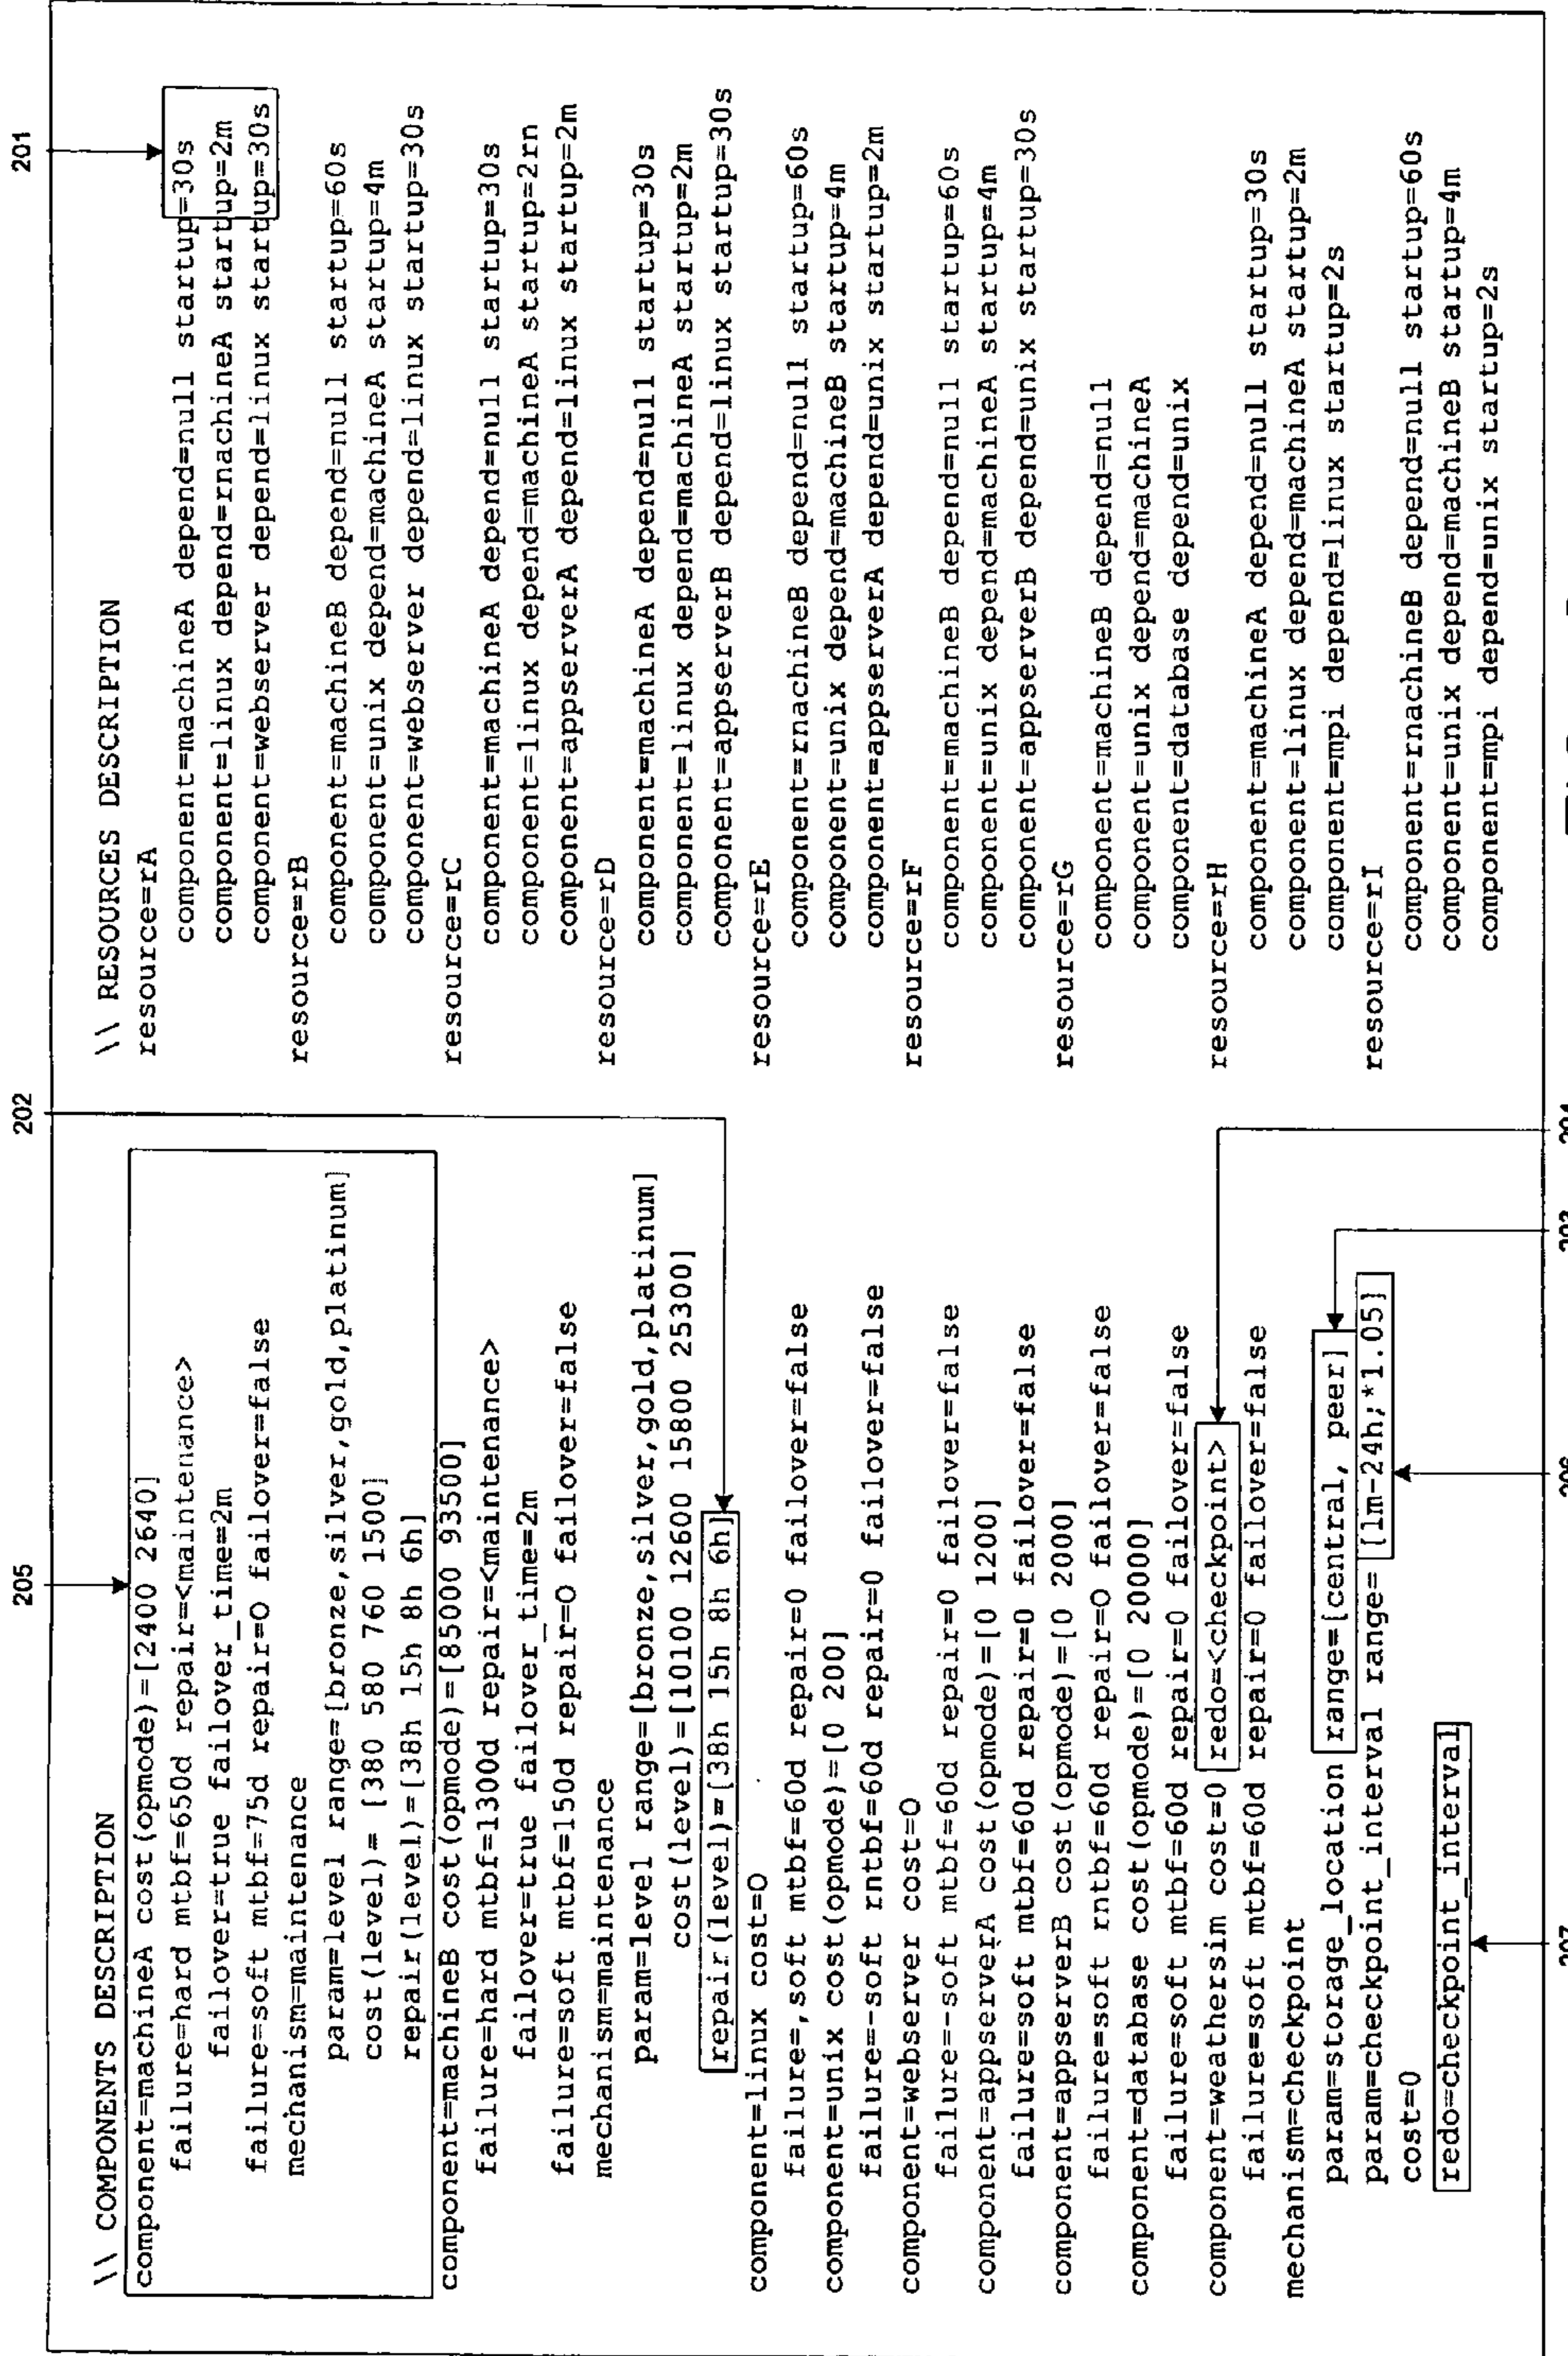 205
202
201
\\ COMPONENTS DESCRIPTION
component=machineA cost(opmode)=[2400 2640]
failure=hard mtbf=650d repair=<maintenance>
failover=true failover_time=2m
failure=soft mtbf=75d repair=O failover=false
mechanism=maintenance
param=level range=[bronze,silver,gold,platinum]
cost(level)= [380 580 760 1500]
repair(level)=[38h 15h 8h 6h]
component=machineB cost(opmode)=[85000 93500]
failure=hard mtbf=1300d repair=<maintenance>
failover=true failover_time=2m
failure=soft mtbf=150d repair=O failover=false
mechanism=maintenance
param=level range=[bronze,silver,gold,platinum]
cost(level)=[10100 12600 15800 25300]
repair(level)=[38h 15h 8h 6h]
component=linux cost=O
failure=,soft mtbf=60d repair=0 failover=false
component=unix cost(opmode)=[0 200]
failure=-soft rntbf=60d repair=0 failover=false
component=webserver cost=O
failure=-soft mtbf=60d repair=0 failover=false
component=appserverA cost(opmode)=[0 1200]
failure=soft mtbf=60d repair=0 failover=false
component=appserverB cost(opmode)=[0 2000]
failure=soft rntbf=60d repair=O failover=false
component=database cost(opmode)=[0 20000]
failure=soft mtbf=60d repair=0 failover=false
component=weathersim cost=0 redo=<checkpoint>
failure=soft mtbf=60d repair=0 failover=false
mechanism=checkpoint
param=storage_location range=[central, peer]
param=checkpoint_interval range= [1m-24h;*1.05]
cost=0
redo=checkpoint_interval
\\ RESOURCES DESCRIPTION
resource=rA
component=machineA depend=null startup=30s
component=linux depend=rnachineA startup=2m
component=webserver depend=linux startup=30s
resource=rB
component=machineB depend=null startup=60s
component=unix depend=machineA startup=4m
component=webserver depend=linux startup=30s
resource=rC
component=machineA depend=null startup=30s
component=linux depend=machineA startup=2rn
component=appserverA depend=linux startup=2m
resource=rD
component=machineA depend=null startup=30s
component=linux depend=machineA startup=2m
component=appserverB depend=linux startup=30s
resource=rE
component=rnachineB depend=null startup=60s
component=unix depend=machineB startup=4m
component=appserverA depend=unix startup=2m
resource=rF
component=machineB depend=null startup=60s
component=unix depend=machineA startup=4m
component=appserverB depend=unix startup=30s
resource=rG
component=machineB depend=null
component=unix depend=machineA
component=database depend=unix
resource=rH
component=machineA depend=null startup=30s
component=linux depend=machineA startup=2m
component=mpi depend=linux startup=2s
resource=rI
component=rnachineB depend=null startup=60s
component=unix depend=machineB startup=4m
component=mpi depend=unix startup=2s
207
206
203
204